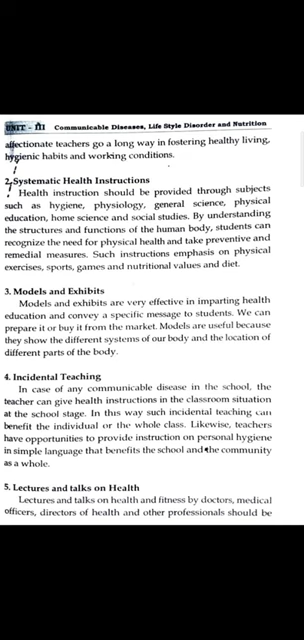 UNIT - III Communicable Diseases, Life Style Disorder and Nutrition
affectionate teachers go a long way in fostering healthy living,
hygienic habits and working conditions.
2. Systematic Health Instructions
Health instruction should be provided through subjects
such as hygiene, physiology, general science, physical
education, home science and social studies. By understanding
the structures and functions of the human body, students can
recognize the need for physical health and take preventive and
remedial measures. Such instructions emphasis on physical
exercises, sports, games and nutritional values and diet.
3. Models and Exhibits
Models and exhibits are very effective in imparting health
education and convey a specific message to students. We can
prepare it or buy it from the market. Models are useful because
they show the different systems of our body and the location of
different parts of the body.
4. Incidental Teaching
In case of any communicable disease in the school, the
teacher can give health instructions in the classroom situation
at the school stage. In this way such incidental teaching can
benefit the individual or the whole class. Likewise, teachers
have opportunities to provide instruction on personal hygiene
in simple language that benefits the school and the community
as a whole.
5. Lectures and talks on Health
Lectures and talks on health and fitness by doctors, medical
officers, directors of health and other professionals should be